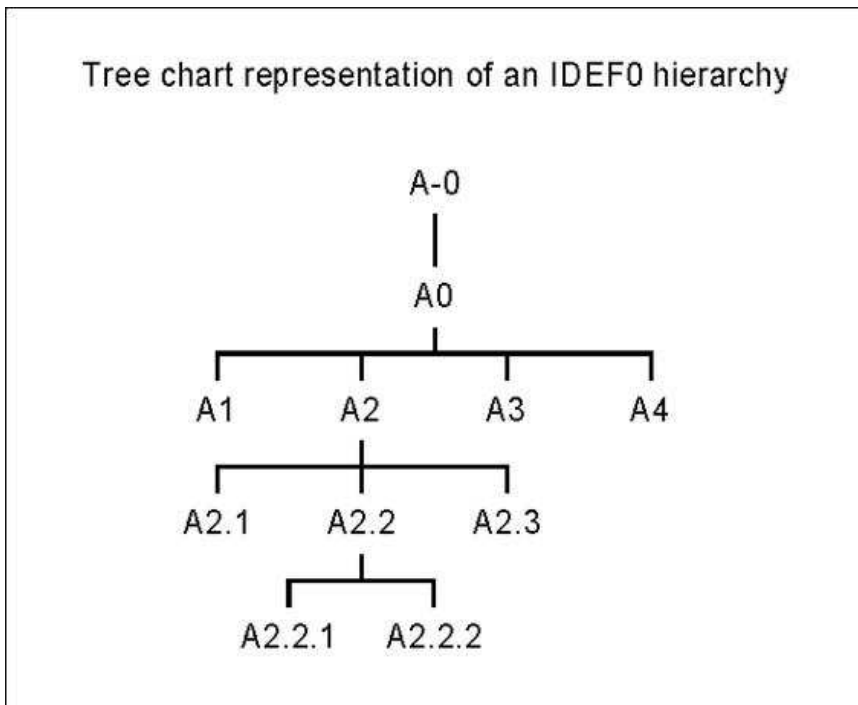 Tree chart representation of an IDEF0 hierarchy
A-0
A0
A1 A2 A3 A4
A2.1 A2.2 A2.3
A2.2.1 A2.2.2